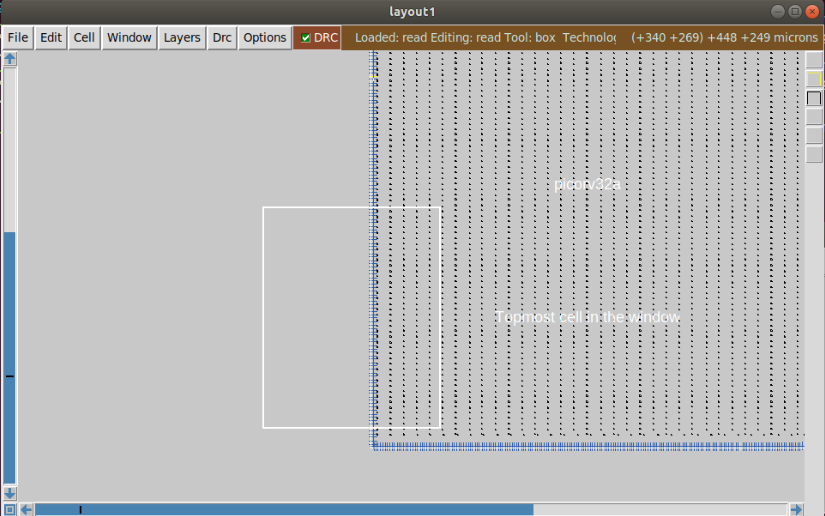 layout1
File Edit Cell Window Layers Drc Options DRC Loaded: read Editing: read Tool: box Technolog (+340 +269) +448 +249 microns
picorv32a
Topmost cell in the window